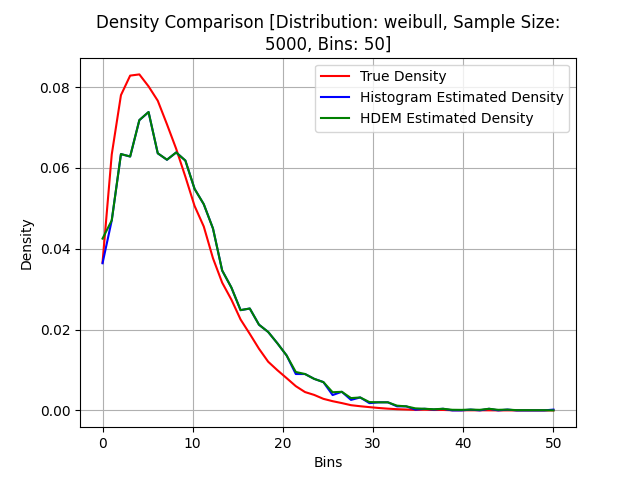 Density Comparison [Distribution: weibull, Sample Size:
5000, Bins: 50]
True Density
Histogram Estimated Density
HDEM Estimated Density
Density
0.08
0.06
0.04
0.02
0.00
0 10 20 30 40 50
Bins